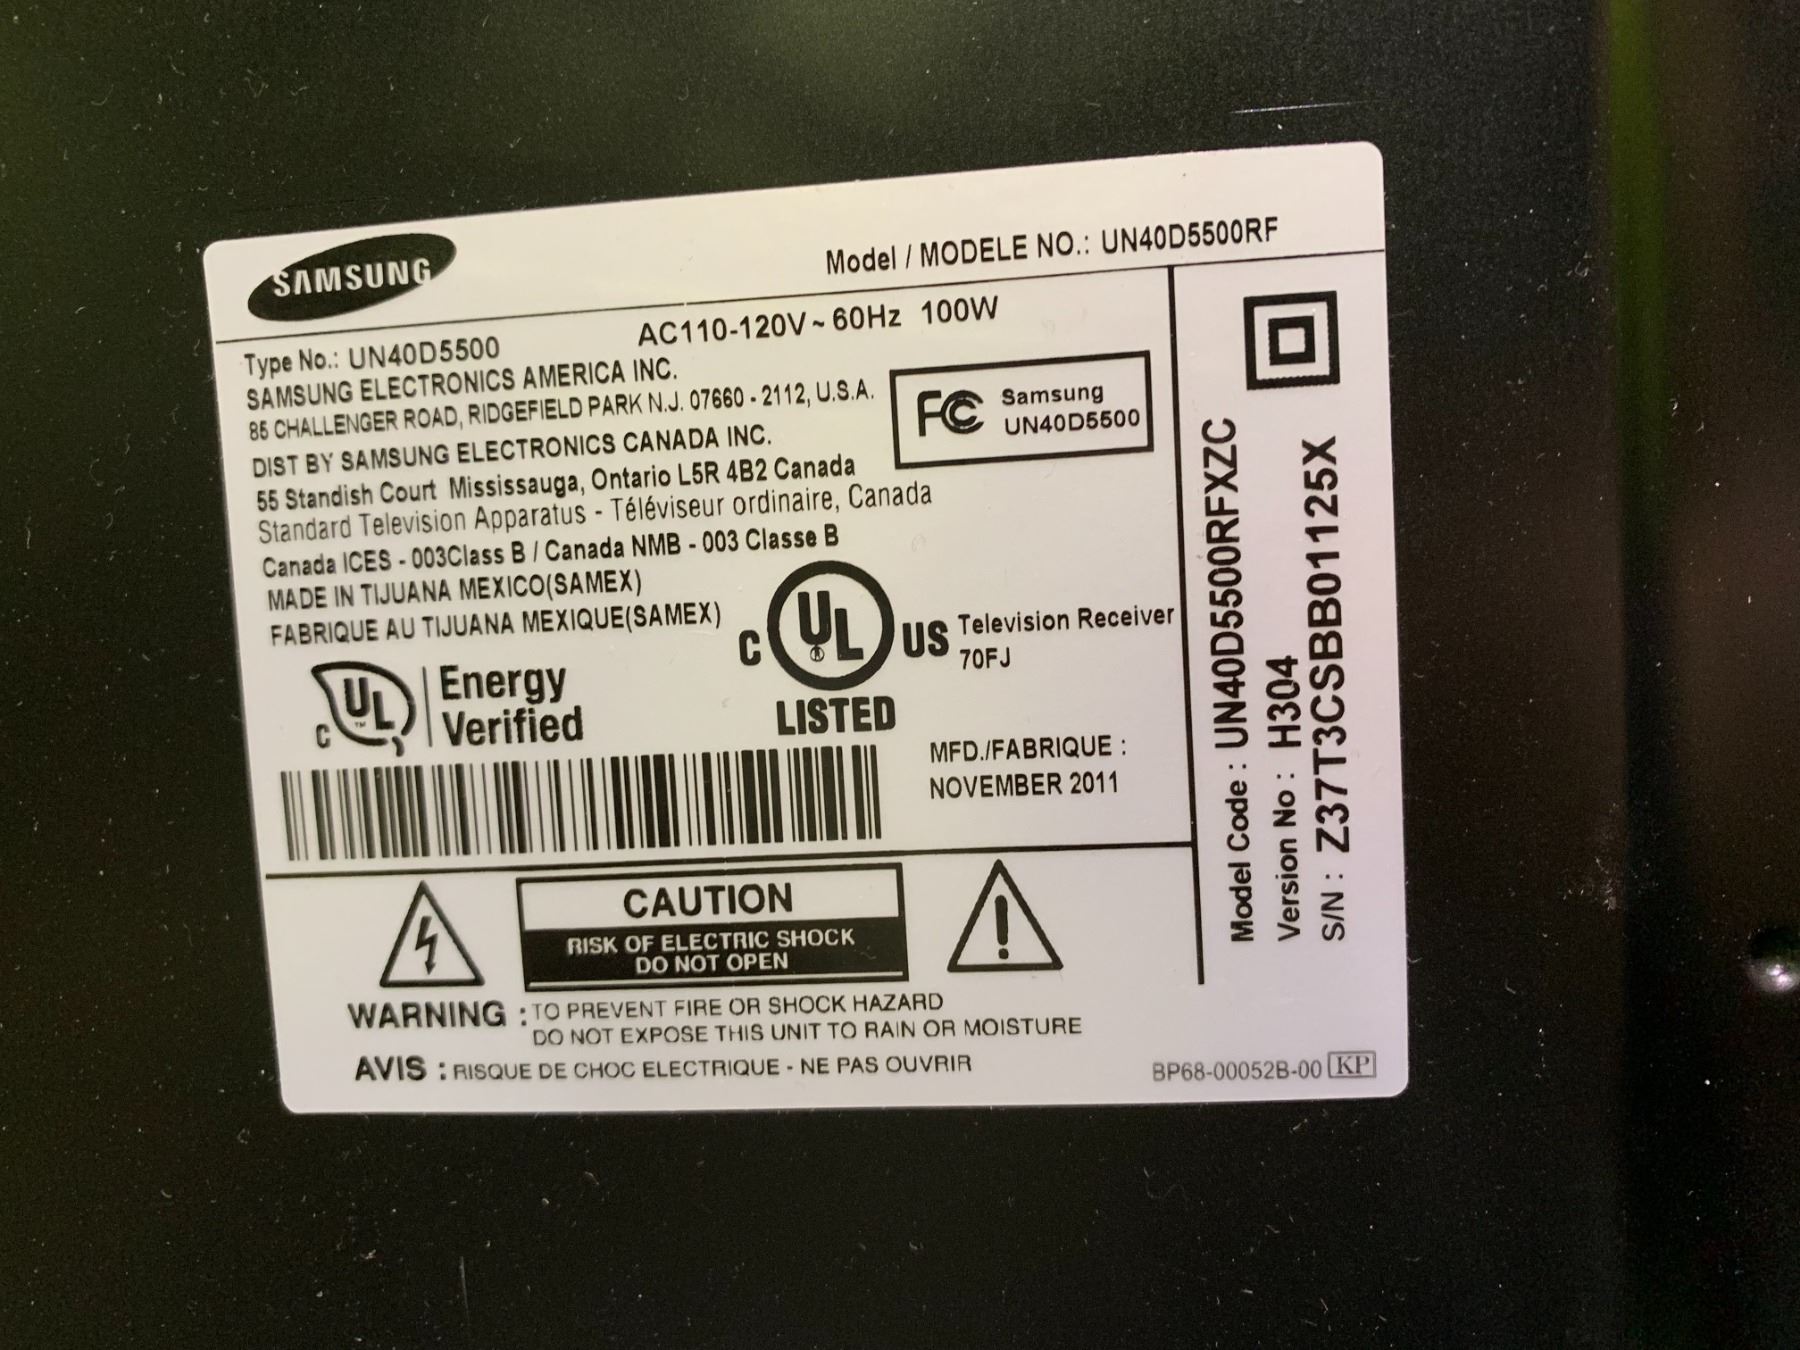 SAMSUNG
Model / MODELE NO.: UN40D5500RF
Type No.: UN40D5500
AC110-120V ~ 60Hz 100W
SAMSUNG ELECTRONICS AMERICA INC.
85 CHALLENGER ROAD, RIDGEFIELD PARK N.J. 07660 - 2112, U.S.A.
DIST BY SAMSUNG ELECTRONICS CANADA INC.
55 Standish Court Mississauga, Ontario L5R 4B2 Canada
Standard Television Apparatus - Téléviseur ordinaire, Canada
Canada ICES - 003Class B / Canada NMB - 003 Classe B
MADE IN TIJUANA MEXICO(SAMEX)
FABRIQUE AU TIJUANA MEXIQUE(SAMEX)
FC Samsung
UN40D5500
C UL US
®
LISTED
Television Receiver
70FJ
C UL ™
Energy
Verified
MFD./FABRIQUE :
NOVEMBER 2011
CAUTION
RISK OF ELECTRIC SHOCK
DO NOT OPEN
WARNING : TO PREVENT FIRE OR SHOCK HAZARD
DO NOT EXPOSE THIS UNIT TO RAIN OR MOISTURE
AVIS : RISQUE DE CHOC ELECTRIQUE - NE PAS OUVRIR
Model Code : UN40D5500RFXZC
Version No : H304
S/N : Z37T3CSBB01125X
BP68-00052B-00 KP